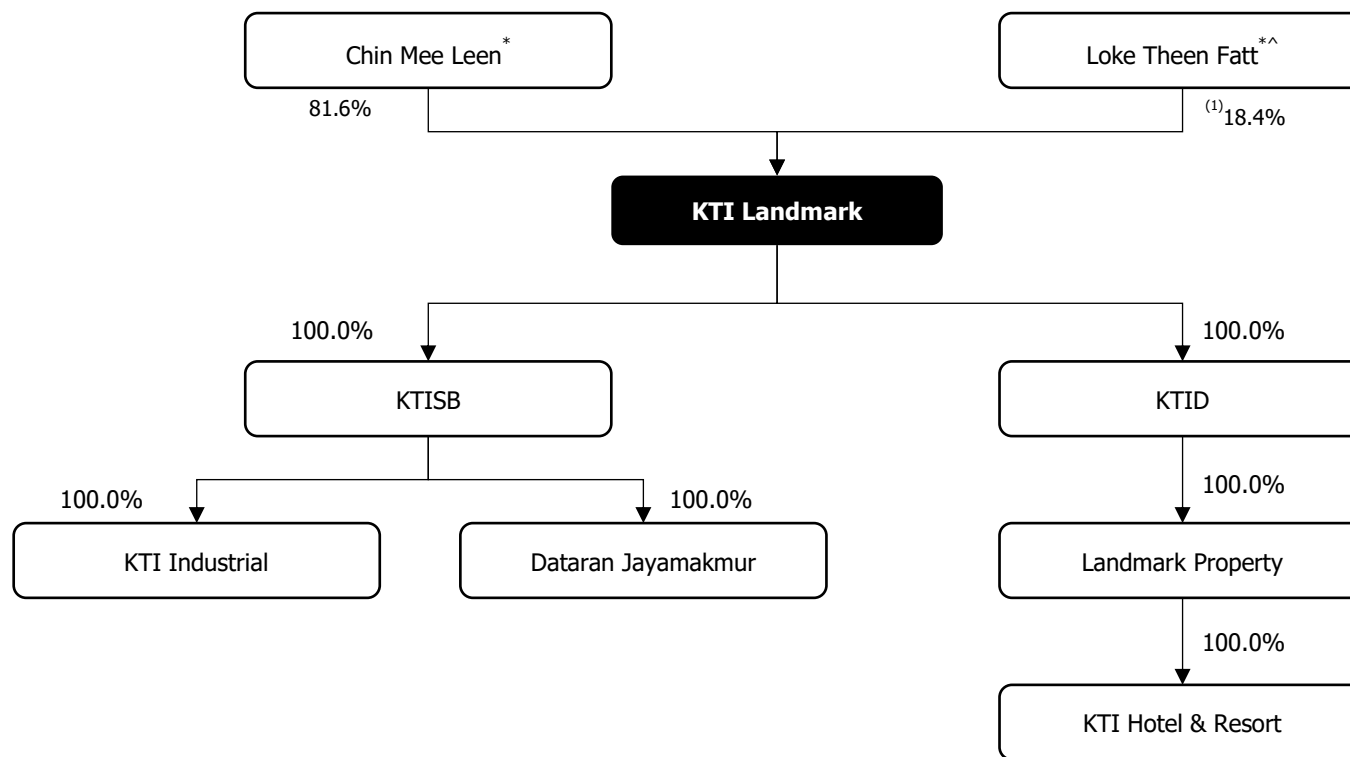 Chin Mee Leen*
Loke Theen Fatt*^
81.6%
(1)18.4%
KTI Landmark
100.0%
100.0%
KTISB
KTID
100.0%
100.0%
100.0%
KTI Industrial
Dataran Jayamakmur
Landmark Property
100.0%
KTI Hotel & Resort